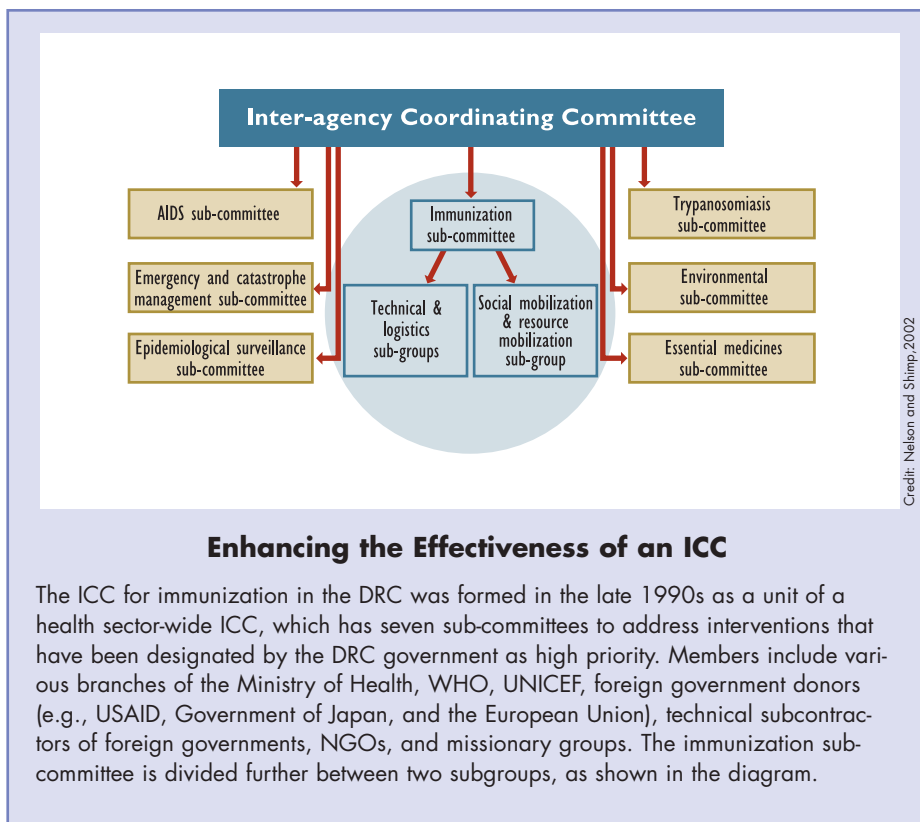 Inter-agency Coordinating Committee
AIDS sub-committee
Emergency and catastrophe
management sub-committee
Epidemiological surveillance
sub-committee
Immunization
sub-committee
Technical &
logistics
sub-groups
Social mobilization
& resource
mobilization
sub-group
Trypanosomiasis
sub-committee
Environmental
sub-committee
Essential medicines
sub-committee
Credit: Nelson and Shimp,2002
Enhancing the Effectiveness of an ICC
The ICC for immunization in the DRC was formed in the late 1990s as a unit of a
health sector-wide ICC, which has seven sub-committees to address interventions that
have been designated by the DRC government as high priority. Members include vari-
ous branches of the Ministry of Health, WHO, UNICEF, foreign government donors
(e.g., USAID, Government of Japan, and the European Union), technical subcontrac-
tors of foreign governments, NGOs, and missionary groups. The immunization sub-
committee is divided further between two subgroups, as shown in the diagram.